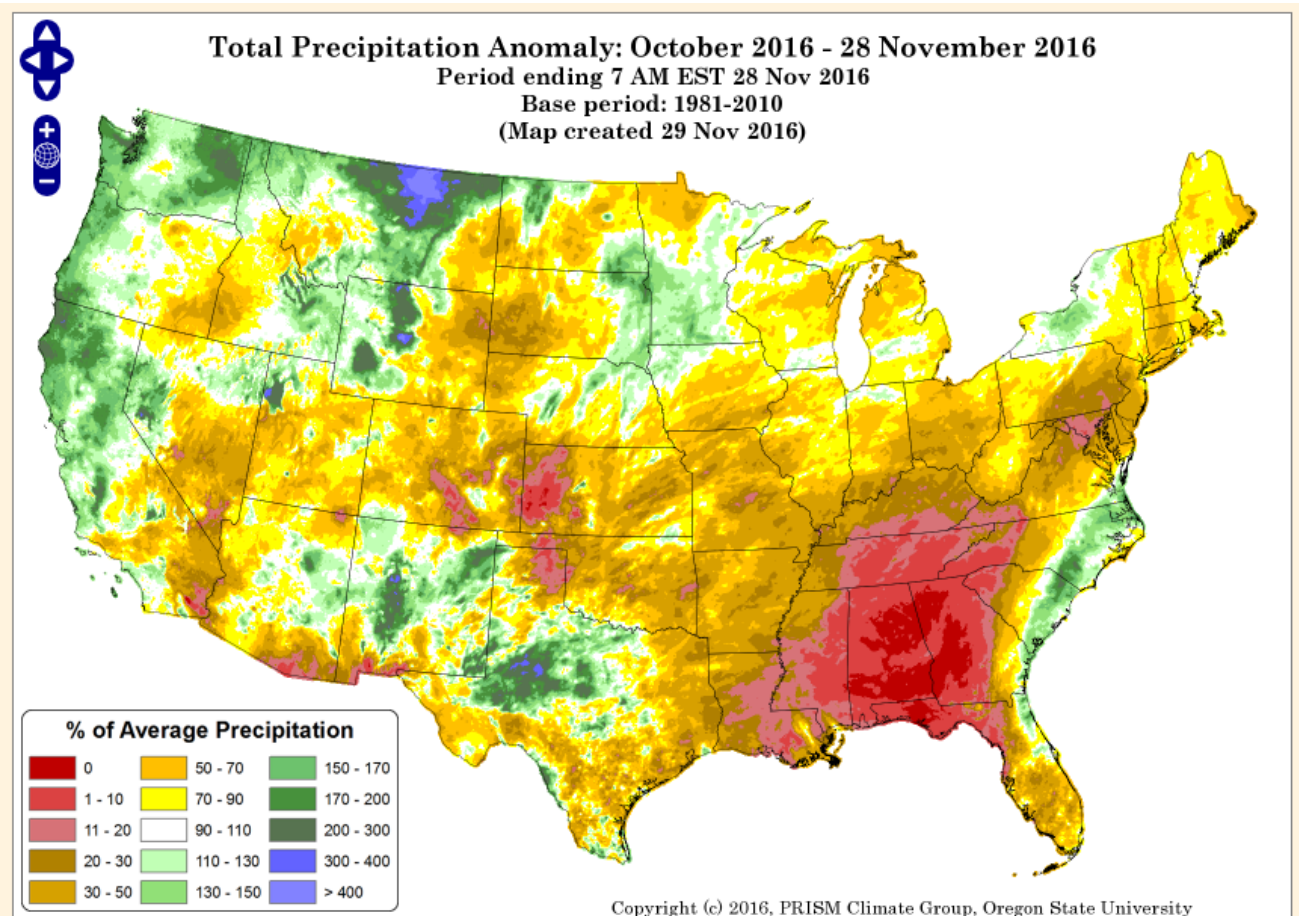 Total Precipitation Anomaly: October 2016 - 28 November 2016
Period ending 7 AM EST 28 Nov 2016
Base period: 1981-2010
(Map created 29 Nov 2016)
% of Average Precipitation
0
50 - 70
150 - 170
1 - 10
70 - 90
170 - 200
11 - 20
90 - 110
200 - 300
20 - 30
110 - 130
300 - 400
30 - 50
130 - 150
> 400
Copyright (c) 2016, PRISM Climate Group, Oregon State University